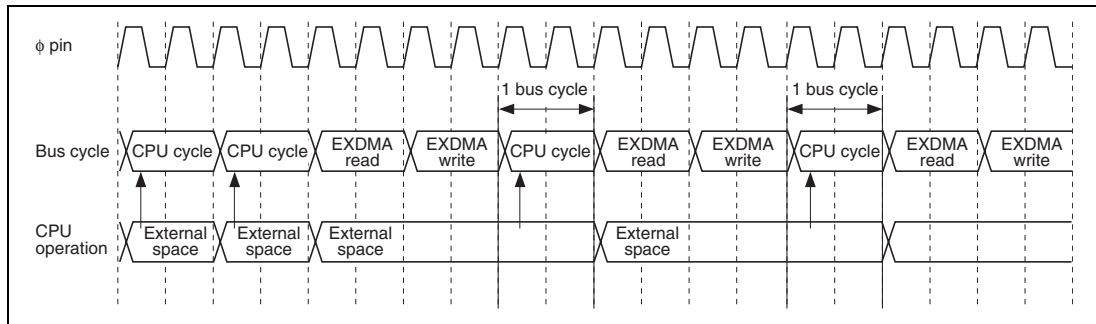 φ pin
1 bus cycle
1 bus cycle
Bus cycle
CPU cycle
CPU cycle
EXDMA
read
EXDMA
write
CPU cycle
EXDMA
read
EXDMA
write
CPU cycle
EXDMA
read
EXDMA
write
CPU
operation
External
space
External
space
External
space
External
space